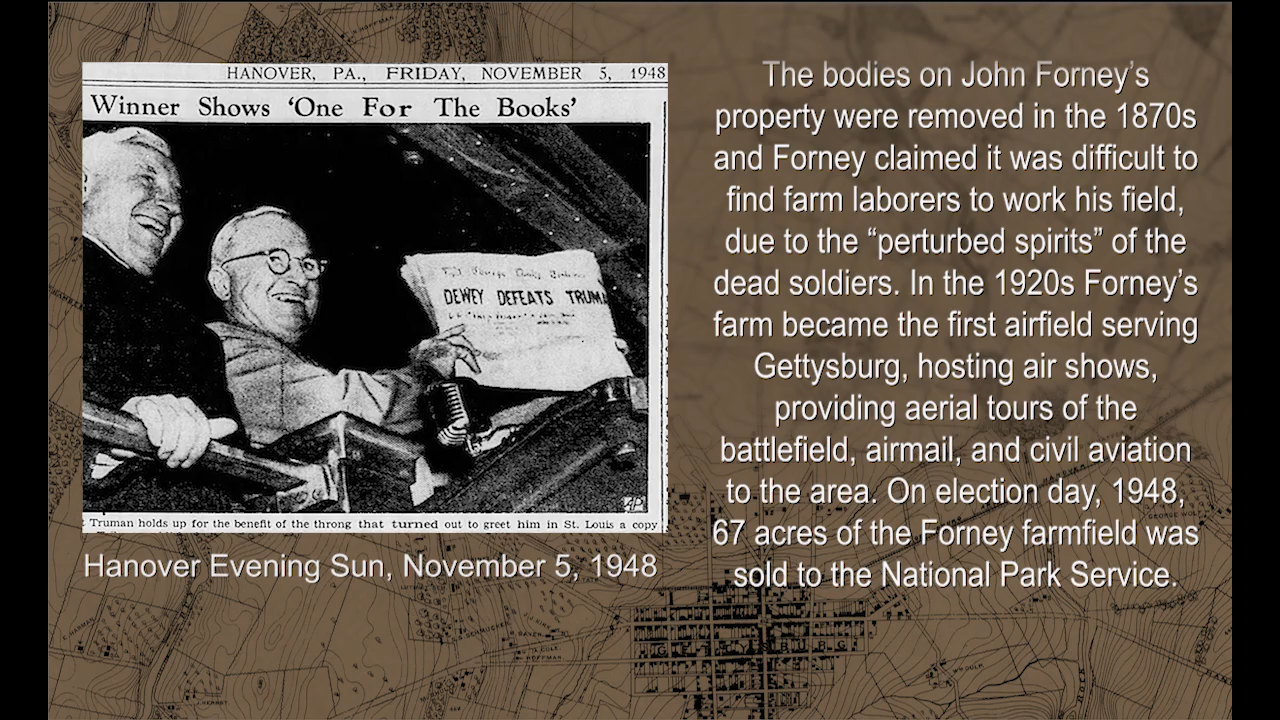 HANOVER, PA., FRIDAY, NOVEMBER 5, 1948
Winner Shows 'One For The Books'
DEWEY DEFEATS TRUMA
AP
Truman holds up for the benefit of the throng that turned out to greet him in St. Louis a copy
Hanover Evening Sun, November 5, 1948
The bodies on John Forney's
property were removed in the 1870s
and Forney claimed it was difficult to
find farm laborers to work his field,
due to the “perturbed spirits” of the
dead soldiers. In the 1920s Forney's
farm became the first airfield serving
Gettysburg, hosting air shows,
providing aerial tours of the
battlefield, airmail, and civil aviation
to the area. On election day, 1948,
67 acres of the Forney farmfield was
sold to the National Park Service.